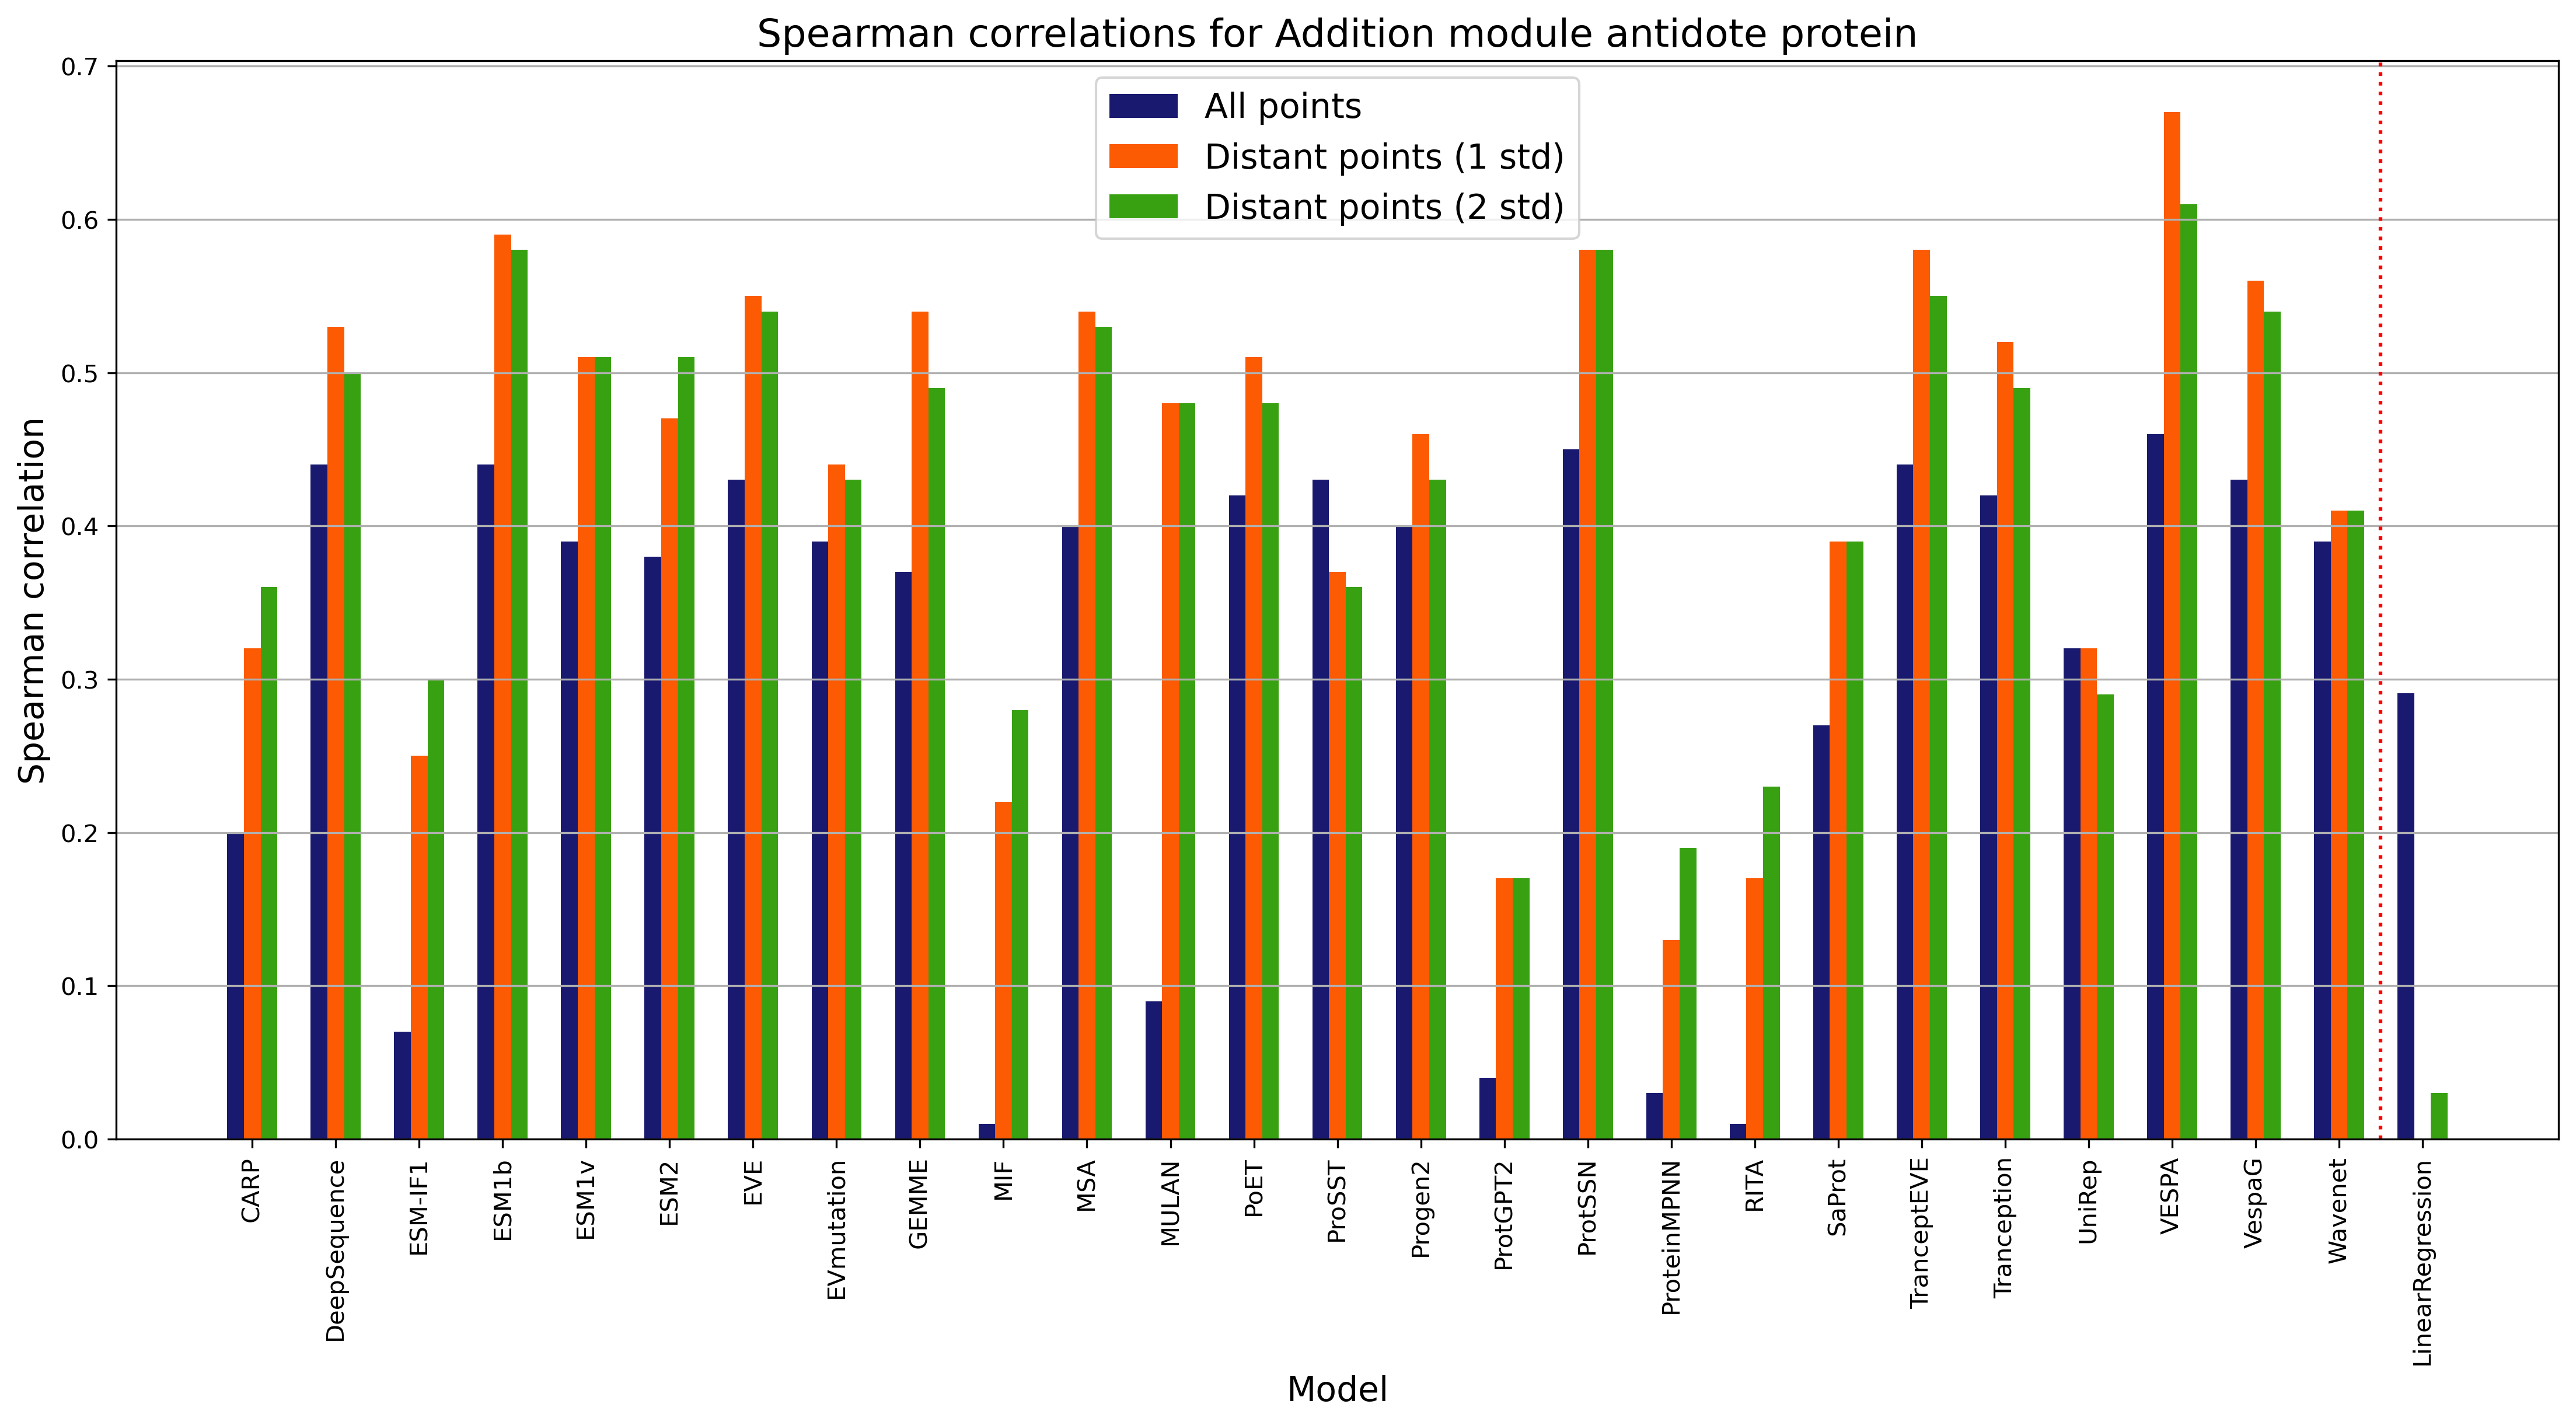 Spearman correlations for Addition module antidote protein
All points
Distant points (1 std)
Distant points (2 std)
Spearman correlation
0.7
0.6
0.5
0.4
0.3
0.2
0.1
0.0
CARP
DeepSequence
ESM-IF1
ESM1b
ESM1v
ESM2
EVE
EVmutation
GEMME
MIF
MSA
MULAN
PoET
ProSST
Progen2
ProtGPT2
ProtSSN
ProteinMPNN
RITA
SaProt
TranceptEVE
Tranception
UniRep
VESPA
VespaG
Wavenet
LinearRegression
Model